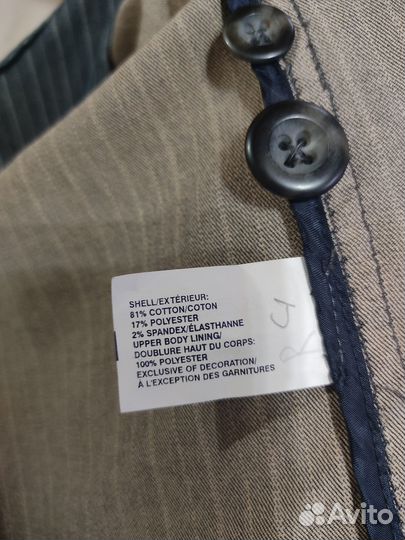 SHELL/EXTÉRIEUR:
81% COTTON/COTON
17% POLYESTER
2% SPANDEX/ÉLASTHANNE
UPPER BODY LINING/
DOUBLURE HAUT DU CORPS:
100% POLYESTER
EXCLUSIVE OF DECORATION/
À L'EXCEPTION DES GARNITURES
4
Avito